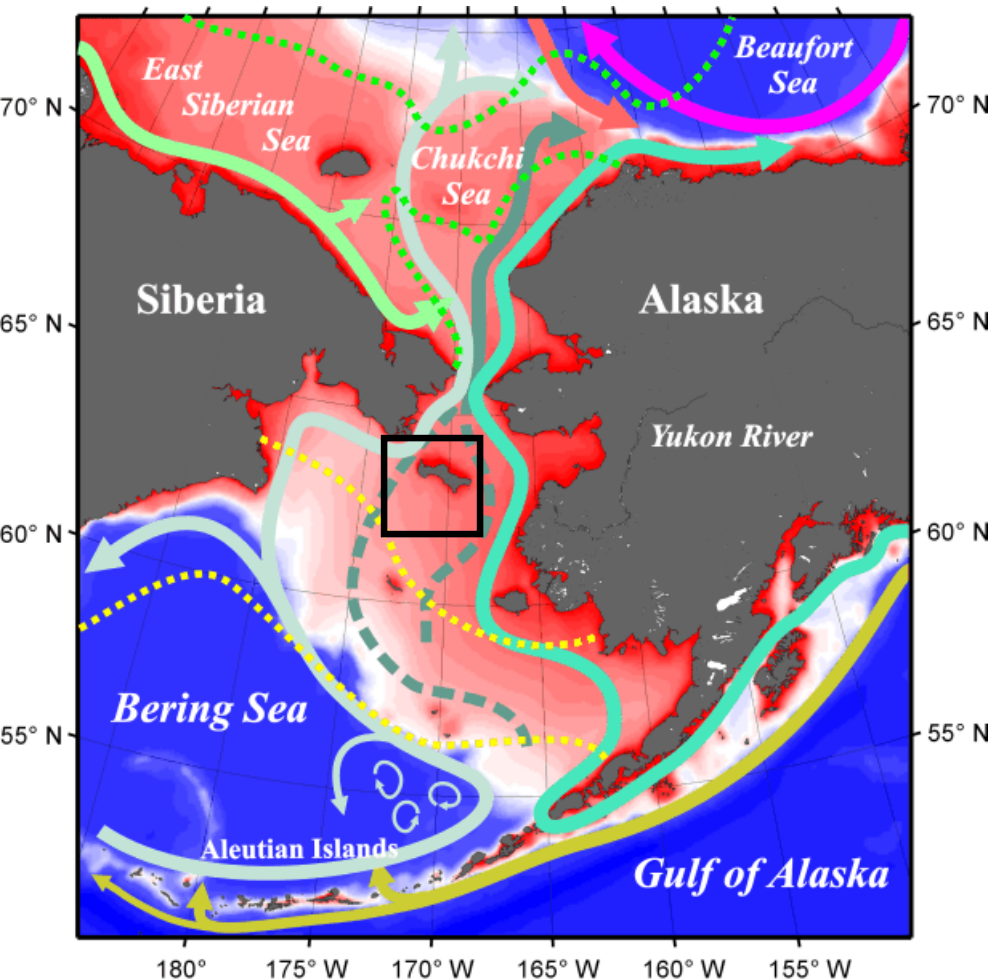 Beaufort
Sea
East
Siberian
Sea
70° N
70° N
Chukchi
Sea
Siberia
Alaska
65° N
65° N
Yukon River
60° N
60° N
Bering Sea
55° N
55° N
Aleutian Islands
Gulf of Alaska
180° 175° W 170° W 165° W 160° W 155° W